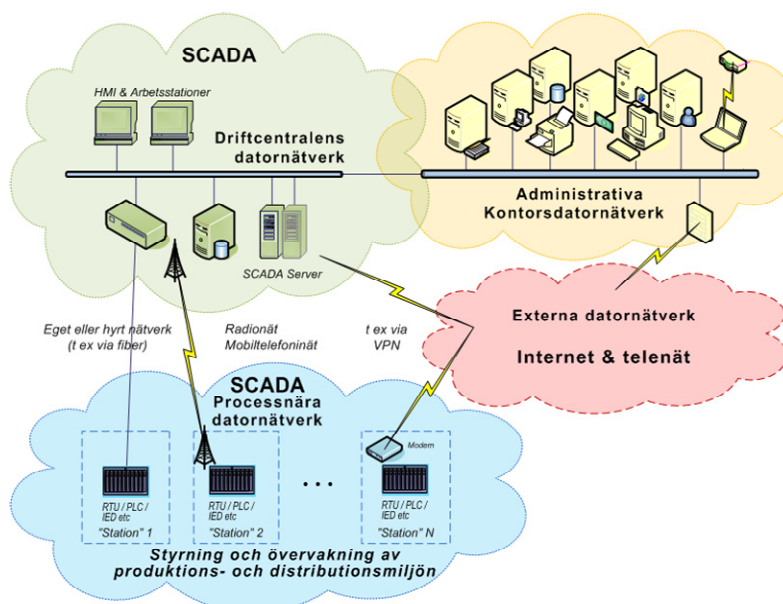 SCADA
HMI & Arbetsstationer
Driftcentralens
datornätverk
SCADA Server
Administrativa
Kontorsdatornätverk
Externa datornätverk
Internet & telenät
Eget eller hyrt nätverk
(t ex via fiber)
Radionät
Mobiltelefoninät
t ex via
VPN
SCADA
Processnära
datornätverk
Modem
RTU / PLC /
IED etc
"Station" 1
RTU / PLC /
IED etc
"Station" 2
. . .
RTU / PLC /
IED etc
"Station" N
Styrning och övervakning av
produktions- och distributionsmiljön